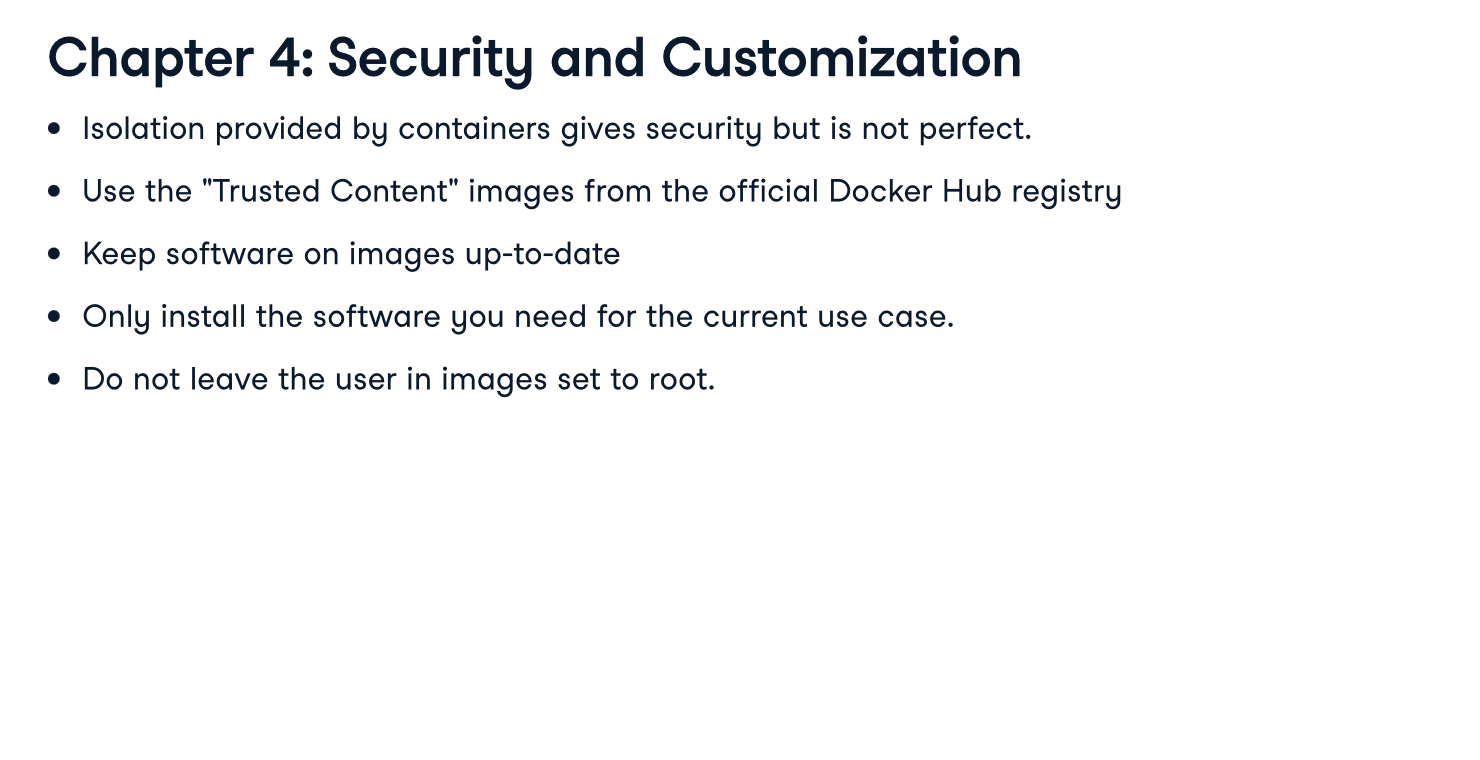 Chapter 4: Security and Customization
• Isolation provided by containers gives security but is not perfect.
• Use the "Trusted Content" images from the official Docker Hub registry
• Keep software on images up-to-date
• Only install the software you need for the current use case.
• Do not leave the user in images set to root.